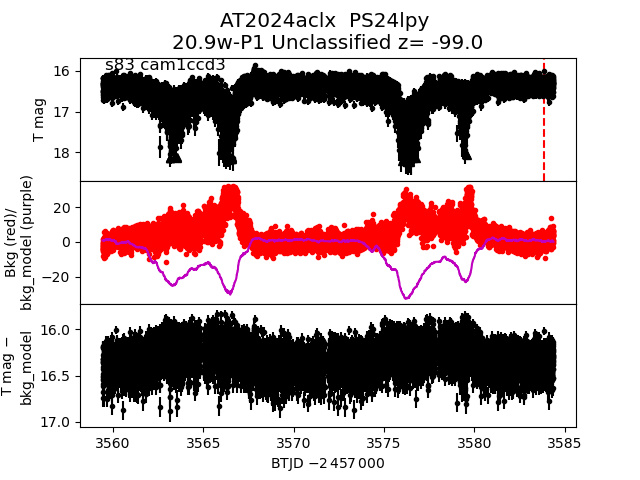 AT2024aclx PS24lpy
20.9w-P1 Unclassified z= -99.0
s83 cam1ccd3
T mag
16
17
18
Bkg (red)/
bkg_model (purple)
20
0
−20
T mag −
bkg_model
16.0
16.5
17.0
3560 3565 3570 3575 3580 3585
BTJD −2 457 000